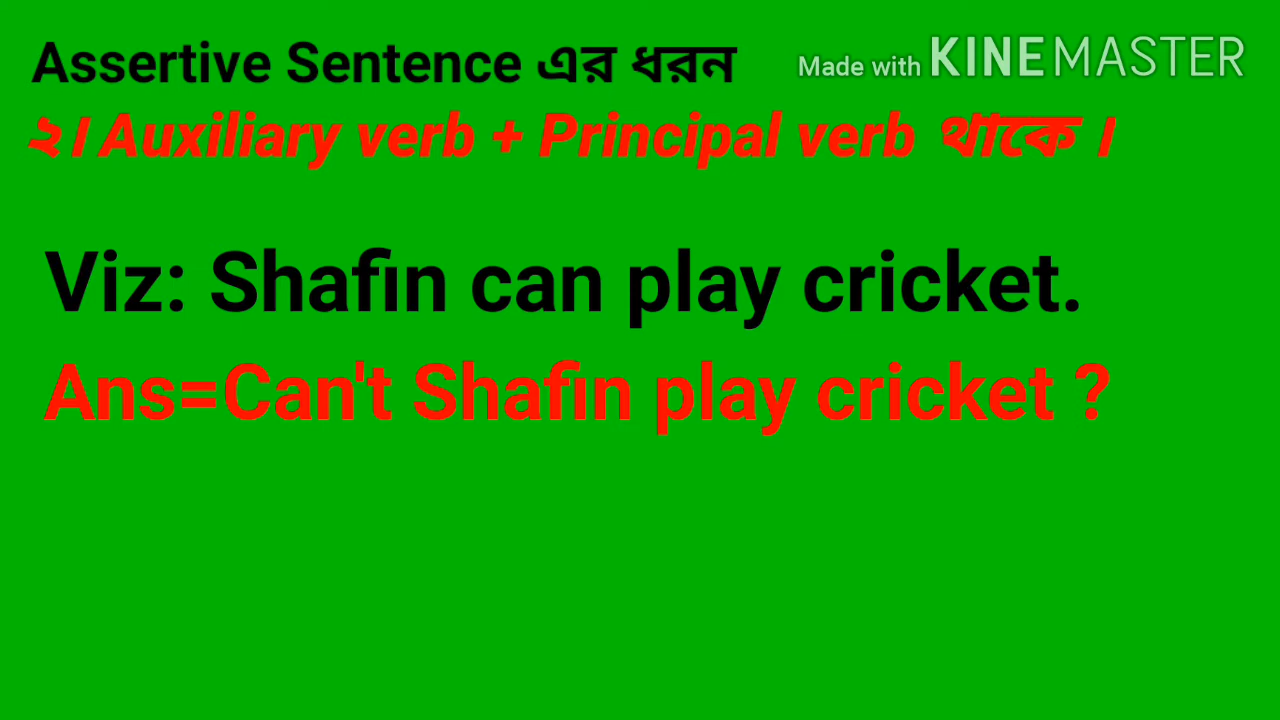 Assertive Sentence এর ধরন
Made with KINEMASTER
২। Auxiliary verb + Principal verb থাকে ।
Viz: Shafin can play cricket.
Ans=Can't Shafin play cricket ?